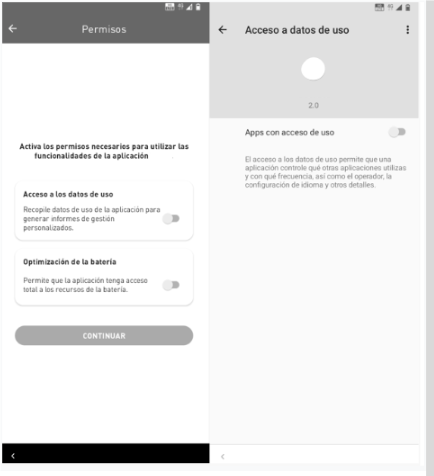 Permisos
Activa los permisos necesarios para utilizar las
funcionalidades de la aplicación
Acceso a los datos de uso
Recopile datos de uso de la aplicación para
generar informes de gestión
personalizados.
Optimización de la batería
Permite que la aplicación tenga acceso
total a los recursos de la batería.
CONTINUAR
Acceso a datos de uso
2.0
Apps con acceso de uso
El acceso a los datos de uso permite que una
aplicación controle qué otras aplicaciones utilizas
y con qué frecuencia, así como el operador, la
configuración de idioma y otros detalles.